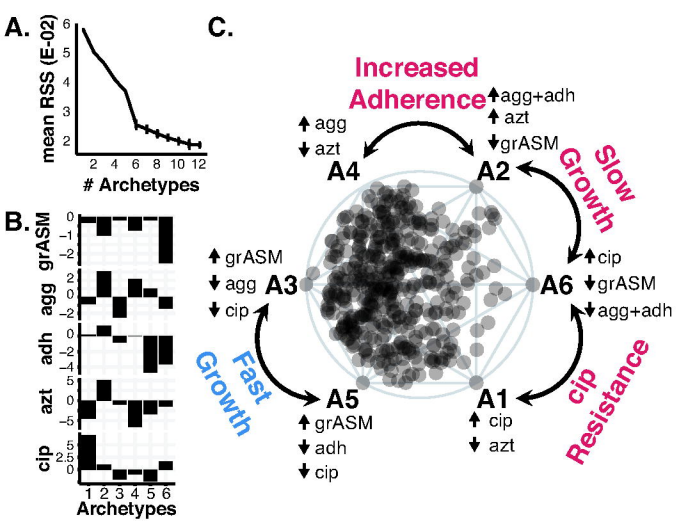 A.
mean RSS (E-02)
6
5
4
3
2
2 4 6 8 10 12
# Archetypes
B.
grASM
0
−2
agg
2
0
−2
adh
0
−2
−4
azt
5
0
−5
cip
5
2.5
0
1 2 3 4 5 6
Archetypes
C.
Increased
Adherence
agg
azt
A4
agg+adh
azt
grASM
A2
Slow
Growth
grASM
agg
cip
A3
A6
cip
grASM
agg+adh
Fast
Growth
A5
grASM
adh
cip
A1
cip
azt
cip
Resistance